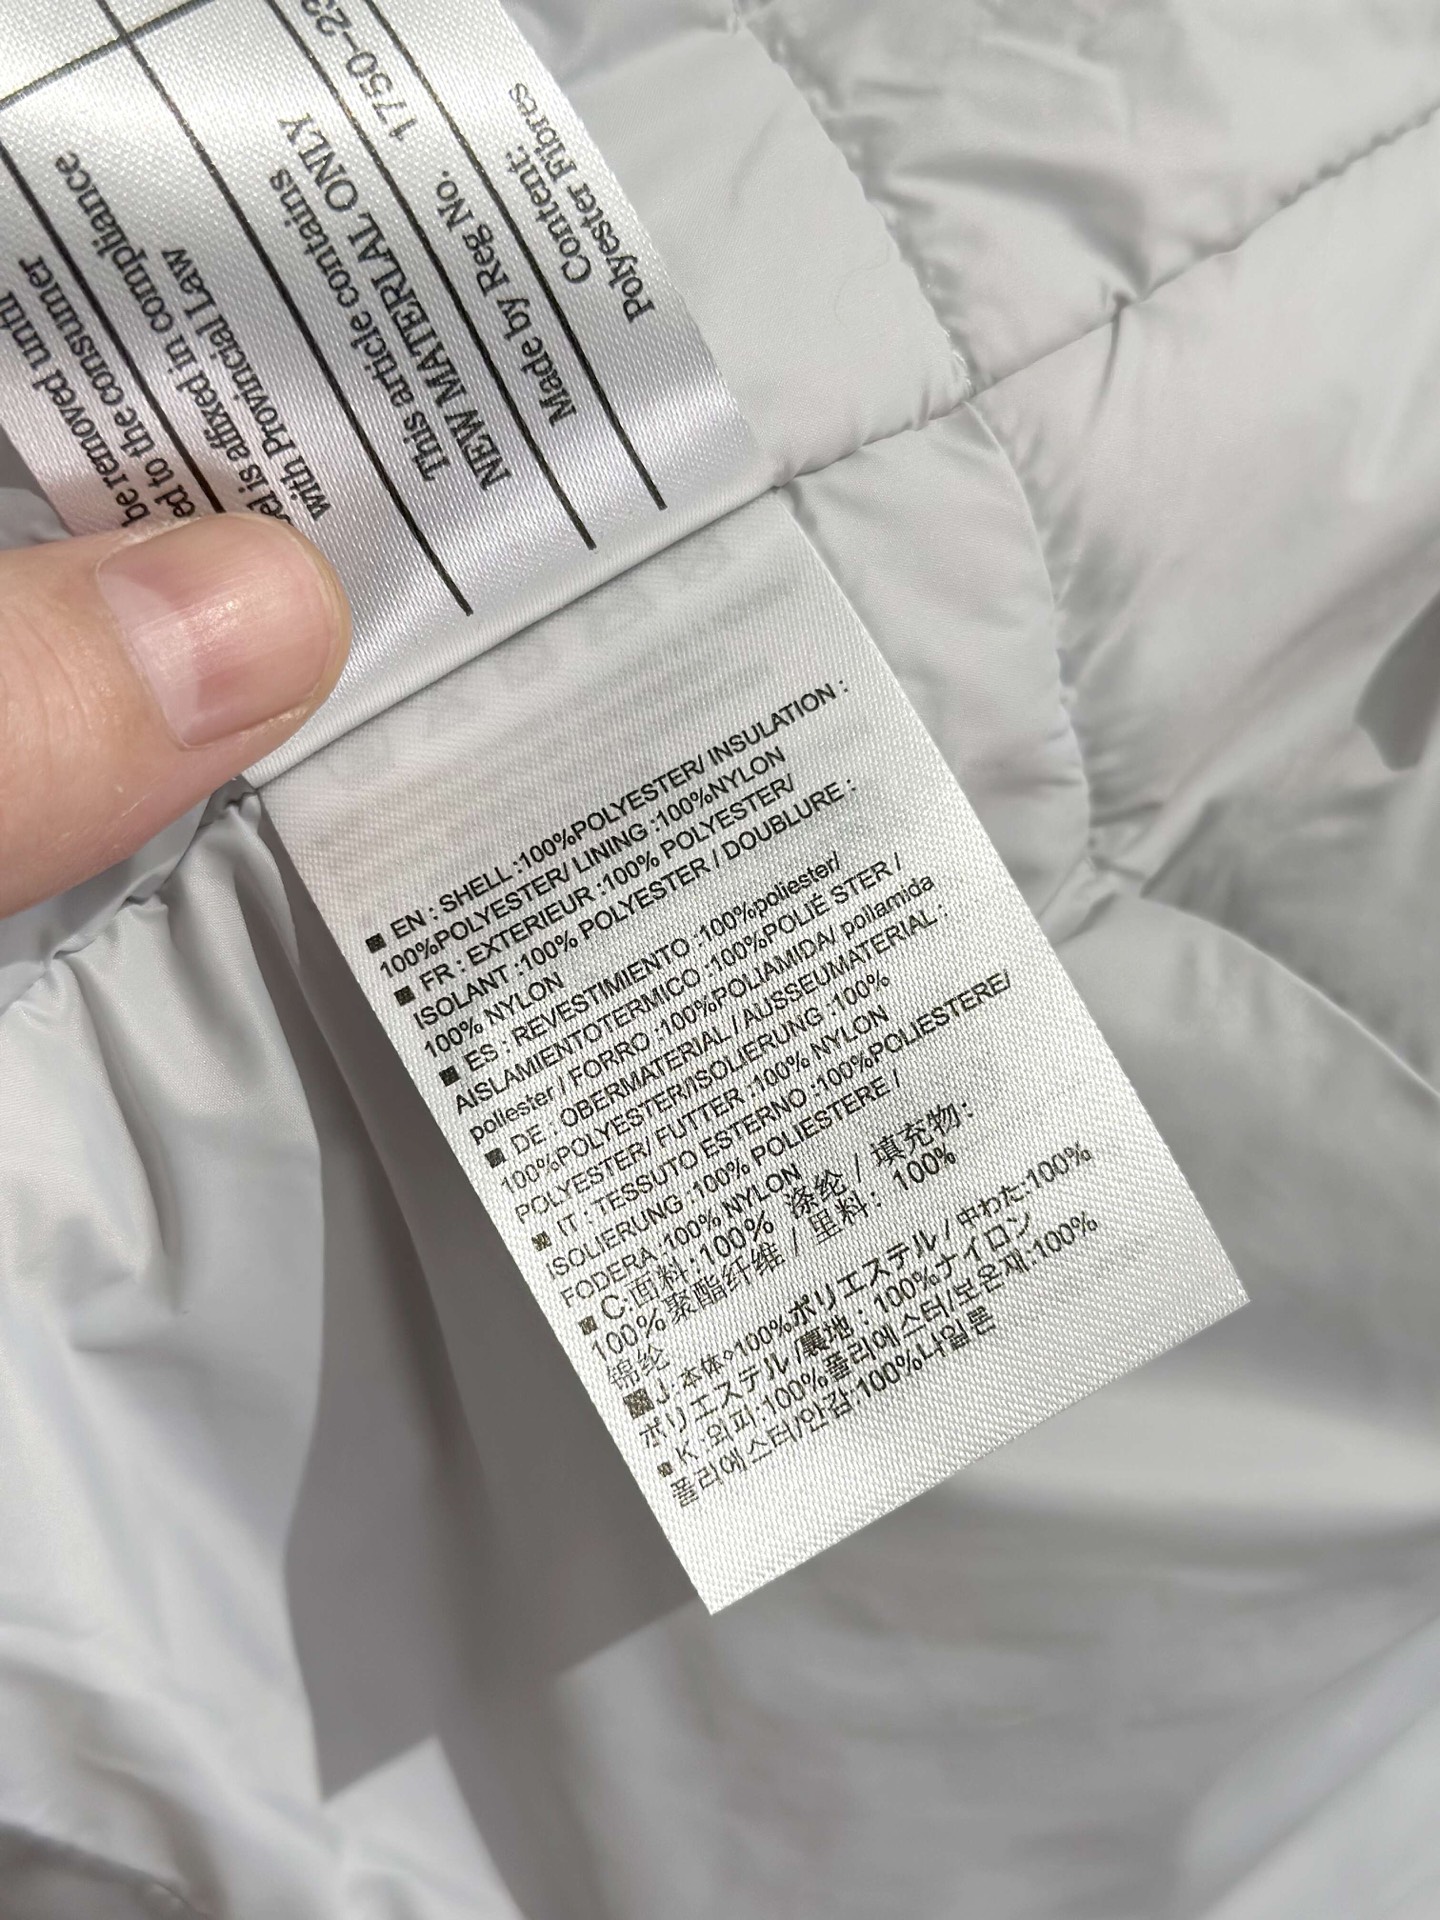 be removed until
ed to the consumer
el is affixed in compliance
with Provincial Law
This article contains
NEW MATERLAL ONLY
Made by Reg No. 1750-23
Content:
Polyester Fibres
■ EN : SHELL :100%POLYESTER/ INSULATION :
100%POLYESTER/ LINING :100%NYLON
■ FR : EXTERIEUR :100% POLYESTER/
ISOLANT :100% POLYESTER / DOUBLURE :
100% NYLON
■ ES : REVESTIMIENTO :100%poliester/
AISLAMIENTOTERMICO :100%POLIÉ STER /
poliester / FORRO :100%POLIAMIDA/ poliamida
■ DE : OBERMATERIAL / AUSSEUMATERIAL :
100%POLYESTER/ISOLIERUNG :100%
POLYESTER/ FUTTER :100% NYLON
■ IT : TESSUTO ESTERNO :100%POLIESTERE/
ISOLIERUNG :100% POLIESTERE /
FODERA :100% NYLON
■ C:面料:100% 涤纶 / 填充物:
100%聚酯纤维 / 里料: 100%
锦纶
■J:本体◇100%ポリエステル / 中わた:100%
ポリエステル /裏地 : 100%ナイロン
■ K :외피:100%폴리에스터/보온재:100%
폴리에스터/안감:100%나일론